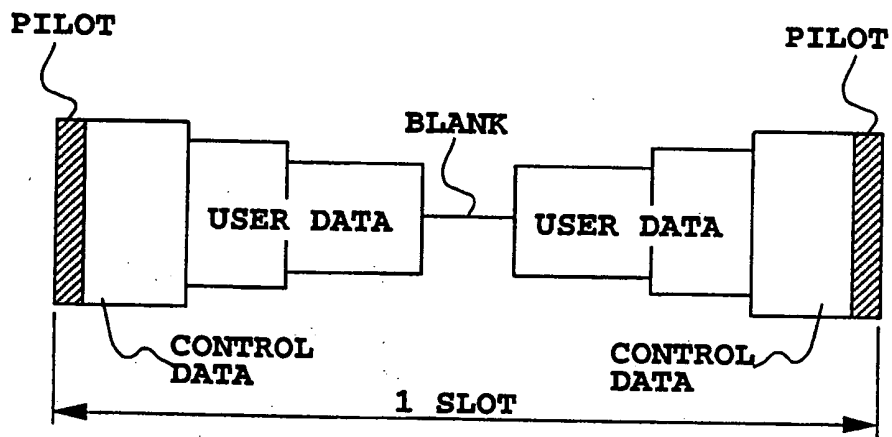 PILOT
PILOT
BLANK
USER DATA
USER DATA
CONTROL
DATA
CONTROL
DATA
1 SLOT